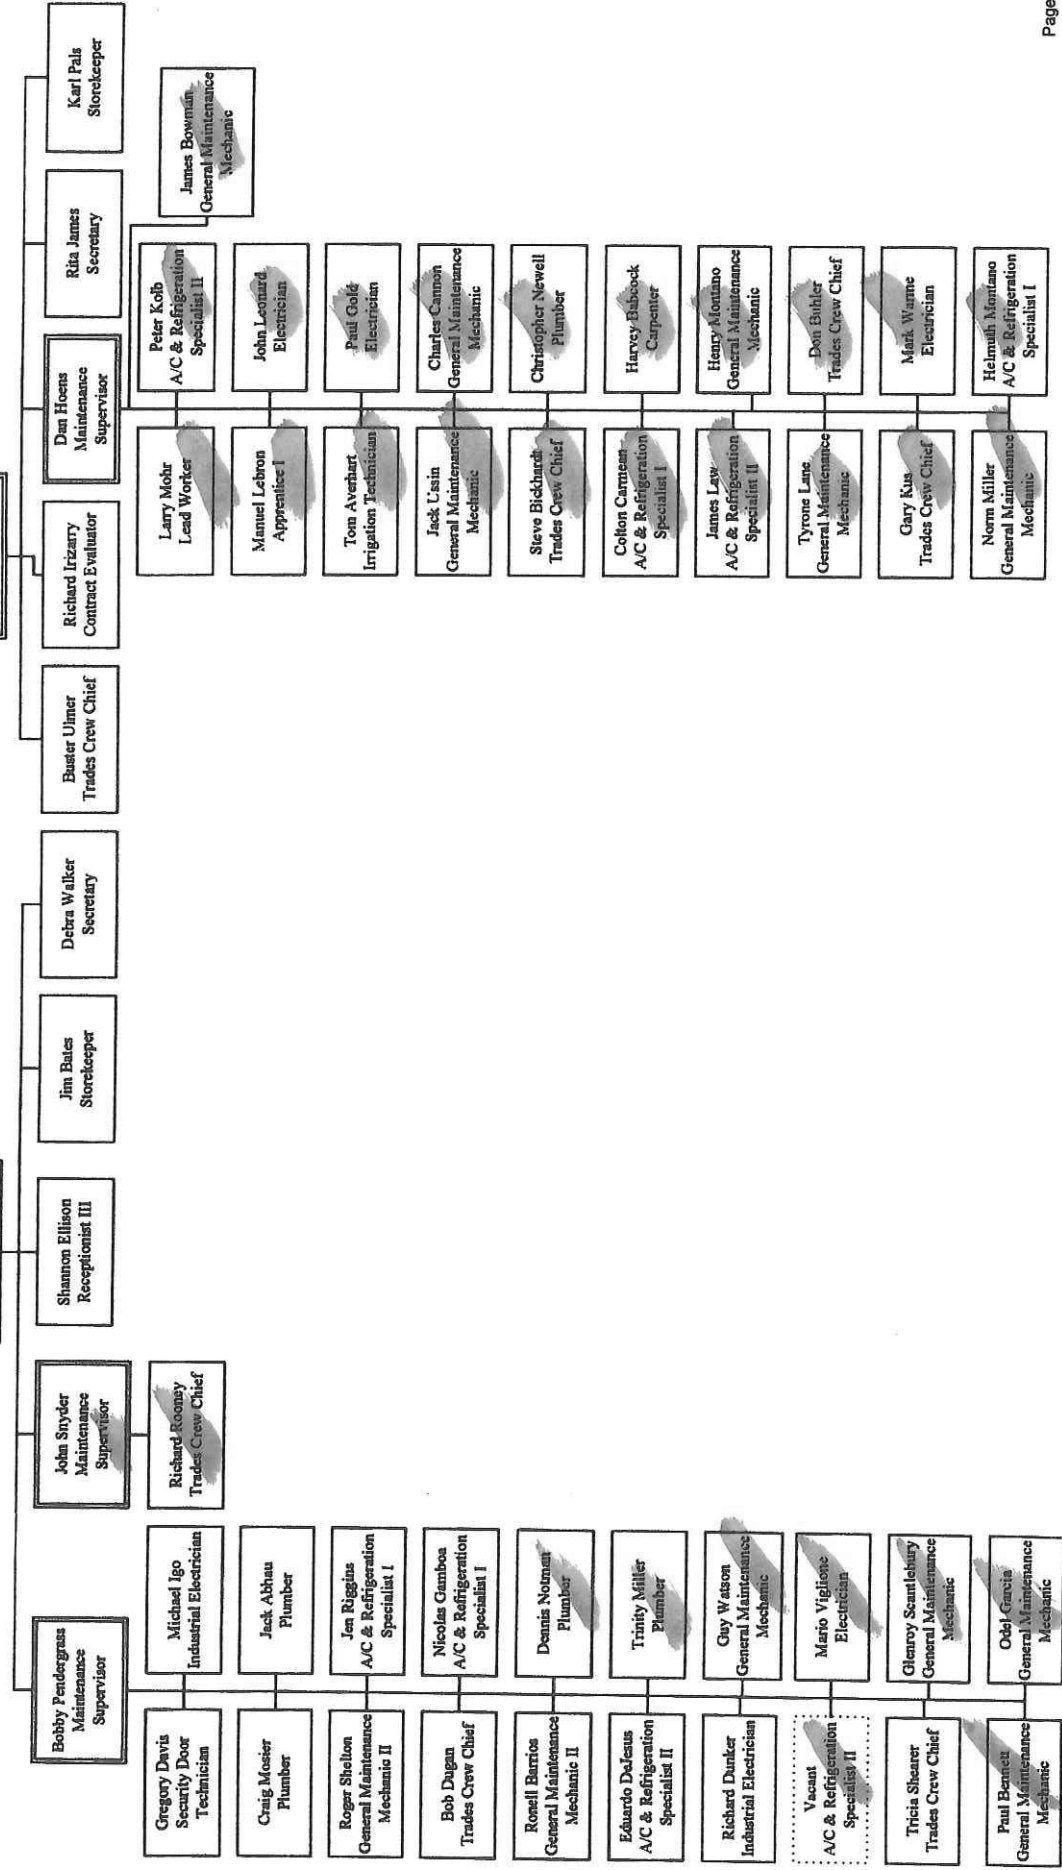 Bobby Pendergrass
Maintenance
Supervisor
John Snyder
Maintenance
Supervisor
Shannon Ellison
Receptionist III
Jim Bates
Storekeeper
Debra Walker
Secretary
Buster Ulmer
Trades Crew Chief
Richard Irizarry
Contract Evaluator
Dan Hoens
Maintenance
Supervisor
Rita James
Secretary
Karl Pals
Storekeeper
Gregory Davis
Security Door
Technician
Michael Igo
Industrial Electrician
Craig Mosier
Plumber
Jack Abhau
Plumber
Roger Shelton
General Maintenance
Mechanic II
Jen Riggins
A/C & Refrigeration
Specialist I
Bob Dugan
Trades Crew Chief
Nicolas Gamboa
A/C & Refrigeration
Specialist I
Ronell Barrios
General Maintenance
Mechanic II
Dennis Notman
Plumber
Eduardo DeJesus
A/C & Refrigeration
Specialist II
Trinity Miller
Plumber
Richard Dunker
Industrial Electrician
Guy Watson
General Maintenance
Mechanic
Vacant
A/C & Refrigeration
Specialist II
Mario Viglione
Electrician
Tricia Shearer
Trades Crew Chief
Glenroy Scantlebury
General Maintenance
Mechanic
Paul Bennett
General Maintenance
Mechanic
Odel Garcia
General Maintenance
Mechanic
Richard Rooney
Trades Crew Chief
Larry Mohr
Lead Worker
Peter Kolb
A/C & Refrigeration
Specialist II
James Bowman
General Maintenance
Mechanic
Manuel Lebron
Apprentice I
John Leonard
Electrician
Tom Averhart
Irrigation Technician
Paul Gold
Electrician
Jack Ussin
General Maintenance
Mechanic
Charles Cannon
General Maintenance
Mechanic
Steve Bickhardt
Trades Crew Chief
Christopher Newell
Plumber
Colton Carmean
A/C & Refrigeration
Specialist I
Harvey Babcock
Carpenter
James Law
A/C & Refrigeration
Specialist II
Henry Montano
General Maintenance
Mechanic
Tyrone Lane
General Maintenance
Mechanic
Don Buhler
Trades Crew Chief
Gary Kus
Trades Crew Chief
Mark Warme
Electrician
Norm Miller
General Maintenance
Mechanic
Helmuth Montano
A/C & Refrigeration
Specialist I
Page